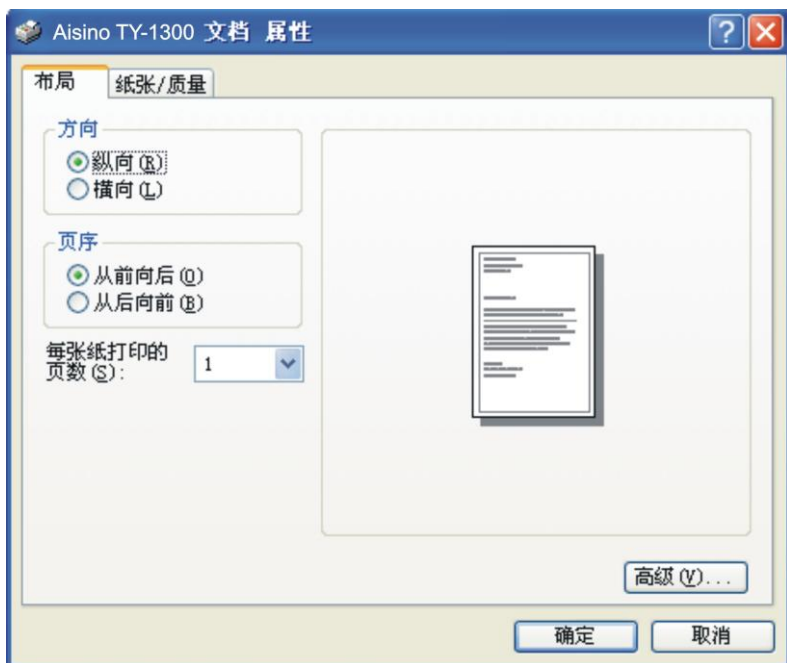 Aisino TY-1300 文档 属性
布局
纸张/质量
方向
纵向(R)
横向(L)
页序
从前向后(O)
从后向前(B)
每张纸打印的
页数(S):
1
高级(V)...
确定
取消